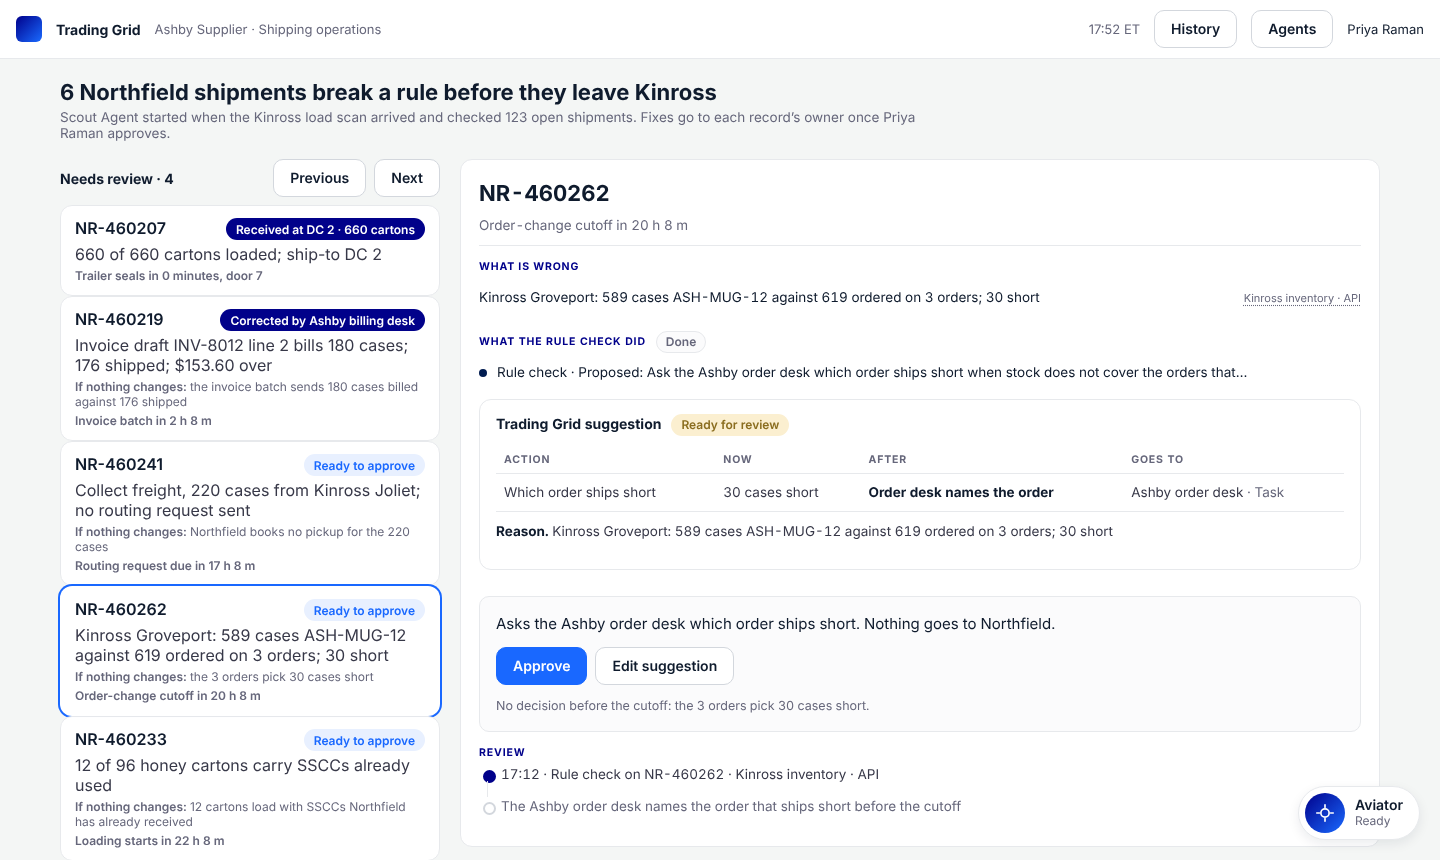 Trading Grid
Ashby Supplier · Shipping operations
17:52 ET
History
Agents
Priya Raman
6 Northfield shipments break a rule before they leave Kinross
Scout Agent started when the Kinross load scan arrived and checked 123 open shipments. Fixes go to each record’s owner once Priya
Raman approves.
Needs review · 4
Previous
Next
NR-460207
Received at DC 2 · 660 cartons
660 of 660 cartons loaded; ship-to DC 2
Trailer seals in 0 minutes, door 7
NR-460219
Corrected by Ashby billing desk
Invoice draft INV-8012 line 2 bills 180 cases;
176 shipped; $153.60 over
If nothing changes: the invoice batch sends 180 cases billed
against 176 shipped
Invoice batch in 2 h 8 m
NR-460241
Ready to approve
Collect freight, 220 cases from Kinross Joliet;
no routing request sent
If nothing changes: Northfield books no pickup for the 220
cases
Routing request due in 17 h 8 m
NR-460262
Ready to approve
Kinross Groveport: 589 cases ASH-MUG-12
against 619 ordered on 3 orders; 30 short
If nothing changes: the 3 orders pick 30 cases short
Order-change cutoff in 20 h 8 m
NR-460233
Ready to approve
12 of 96 honey cartons carry SSCCs already
used
If nothing changes: 12 cartons load with SSCCs Northfield
has already received
Loading starts in 22 h 8 m
NR-460262
Order-change cutoff in 20 h 8 m
WHAT IS WRONG
Kinross Groveport: 589 cases ASH-MUG-12 against 619 ordered on 3 orders; 30 short
Kinross inventory · API
WHAT THE RULE CHECK DID
Done
Rule check · Proposed: Ask the Ashby order desk which order ships short when stock does not cover the orders that…
Trading Grid suggestion
Ready for review
ACTION NOW AFTER GOES TO
Which order ships short 30 cases short Order desk names the order Ashby order desk · Task
Reason. Kinross Groveport: 589 cases ASH-MUG-12 against 619 ordered on 3 orders; 30 short
Asks the Ashby order desk which order ships short. Nothing goes to Northfield.
Approve
Edit suggestion
No decision before the cutoff: the 3 orders pick 30 cases short.
REVIEW
17:12 · Rule check on NR-460262 · Kinross inventory · API
The Ashby order desk names the order that ships short before the cutoff
Aviator
Ready